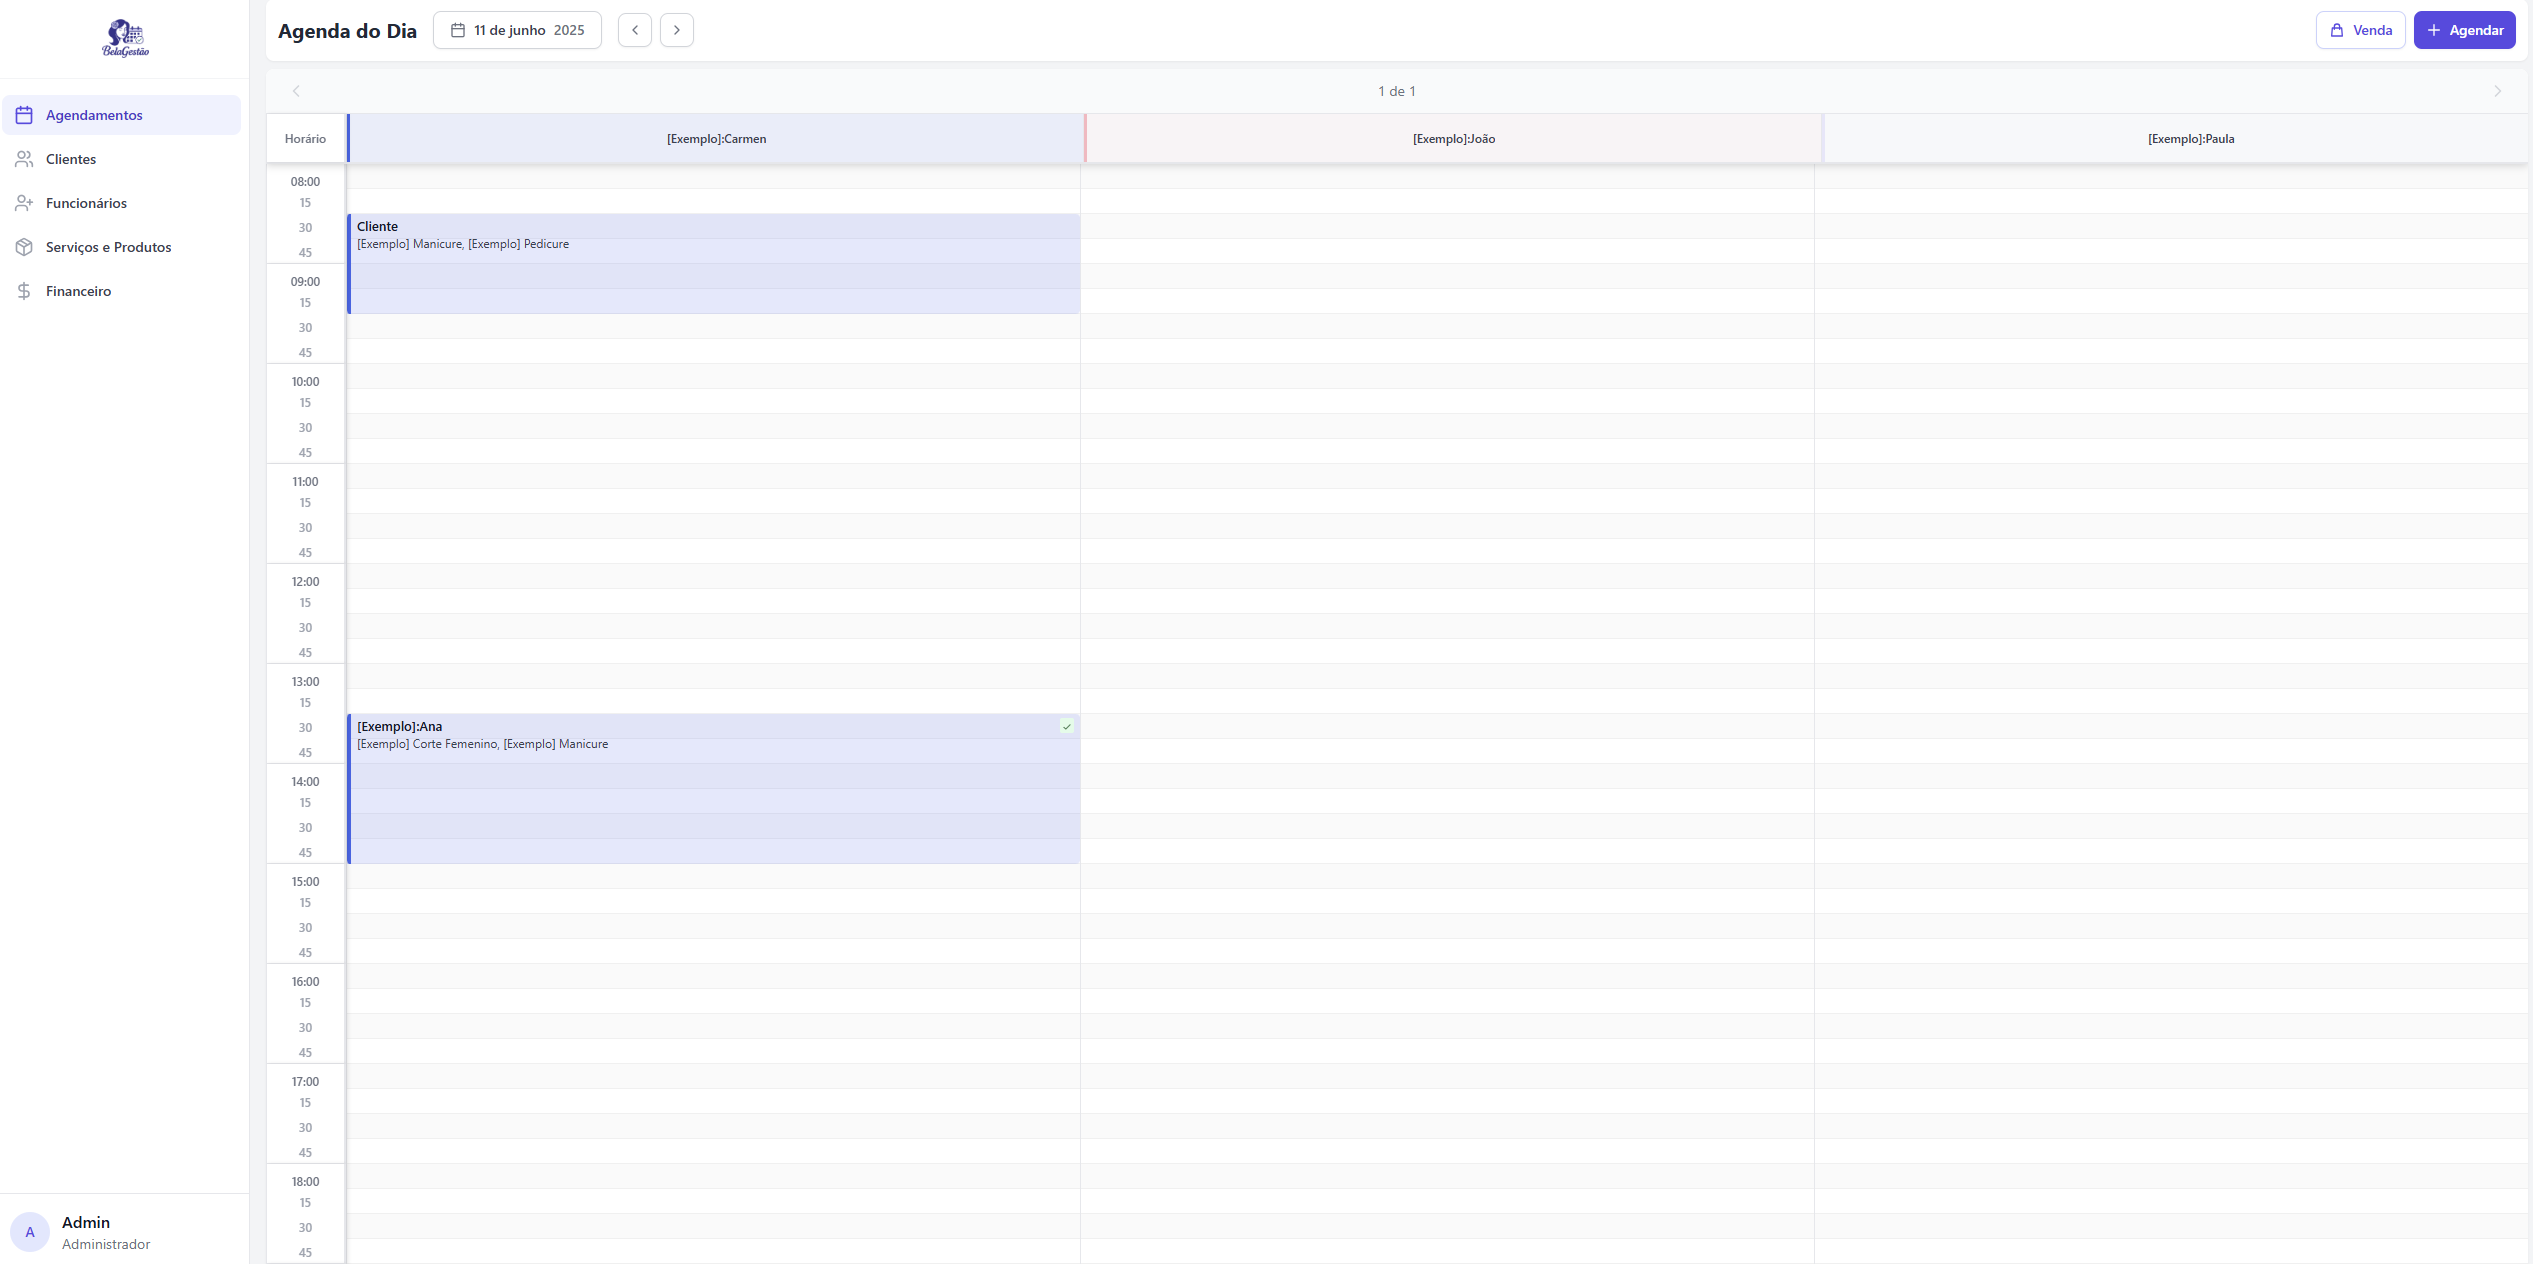 BelaGestão
Agendamentos
Clientes
Funcionários
Serviços e Produtos
Financeiro
A
Admin
Administrador
Agenda do Dia
11 de junho 2025
Venda
Agendar
1 de 1
Horário
[Exemplo]:Carmen
[Exemplo]:João
[Exemplo]:Paula
08:00
15
30
Cliente
[Exemplo] Manicure, [Exemplo] Pedicure
45
09:00
15
30
45
10:00
15
30
45
11:00
15
30
45
12:00
15
30
45
13:00
15
30
[Exemplo]:Ana
[Exemplo] Corte Femenino, [Exemplo] Manicure
45
14:00
15
30
45
15:00
15
30
45
16:00
15
30
45
17:00
15
30
45
18:00
15
30
45